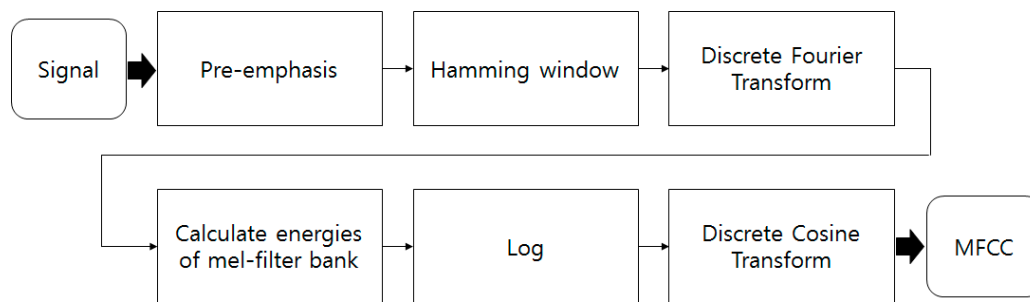 Signal
Pre-emphasis
Hamming window
Discrete Fourier
Transform
Calculate energies
of mel-filter bank
Log
Discrete Cosine
Transform
MFCC